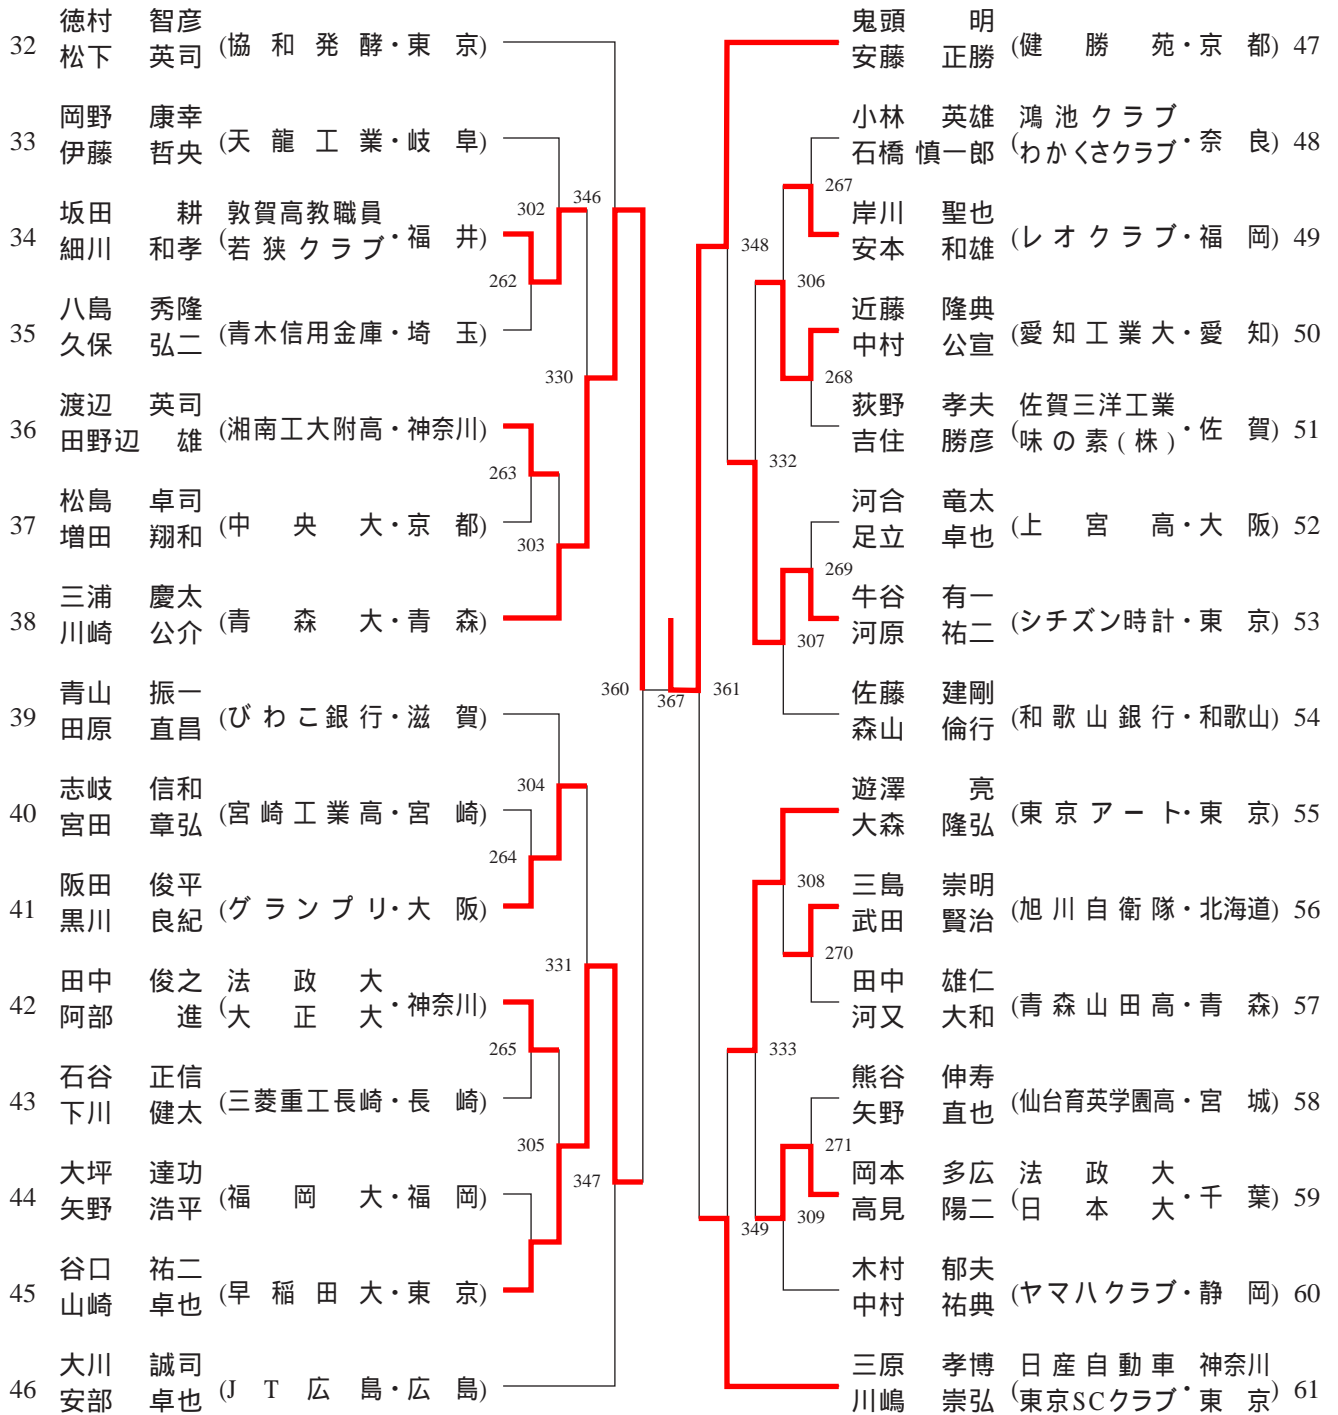 32 徳村 智彦 松下 英司 (協和発酵・東京)
33 岡野 康幸 伊藤 哲央 (天龍工業・岐阜)
34 坂田 耕 細川 和孝 (敦賀高教職員 若狭クラブ・福井)
35 八島 秀隆 久保 弘二 (青木信用金庫・埼玉)
36 渡辺 英司 田野辺 雄 (湘南工大附高・神奈川)
37 松島 卓司 増田 翔和 (中央大・京都)
38 三浦 慶太 川崎 公介 (青森大・青森)
39 青山 振一 田原 直昌 (びわこ銀行・滋賀)
40 志岐 信和 宮田 章弘 (宮崎工業高・宮崎)
41 阪田 俊平 黒川 良紀 (グランプリ・大阪)
42 田中 俊之 阿部 進 (法政大 大正大・神奈川)
43 石谷 正信 下川 健太 (三菱重工長崎・長崎)
44 大坪 達功 矢野 浩平 (福岡大・福岡)
45 谷口 祐二 山崎 卓也 (早稲田大・東京)
46 大川 誠司 安部 卓也 (JT広島・広島)
302
262
263
303
304
264
265
305
346
330
331
347
360
367
361
348
332
333
349
267
306
268
269
307
308
270
271
309
鬼頭 明 安藤 正勝 (健勝苑・京都) 47
小林 英雄 石橋 慎一郎 (鴻池クラブ わかくさクラブ・奈良) 48
岸川 聖也 安本 和雄 (レオクラブ・福岡) 49
近藤 隆典 中村 公宣 (愛知工業大・愛知) 50
荻野 孝夫 吉住 勝彦 (佐賀三洋工業 味の素(株)・佐賀) 51
河合 竜太 足立 卓也 (上宮高・大阪) 52
牛谷 有一 河原 祐二 (シチズン時計・東京) 53
佐藤 建剛 森山 倫行 (和歌山銀行・和歌山) 54
遊澤 亮 大森 隆弘 (東京アート・東京) 55
三島 崇明 武田 賢治 (旭川自衛隊・北海道) 56
田中 雄仁 河又 大和 (青森山田高・青森) 57
熊谷 伸寿 矢野 直也 (仙台育英学園高・宮城) 58
岡本 多広 高見 陽二 (法政大 日本大・千葉) 59
木村 郁夫 中村 祐典 (ヤマハクラブ・静岡) 60
三原 孝博 川嶋 崇弘 (日産自動車 東京SCクラブ・神奈川 東京) 61